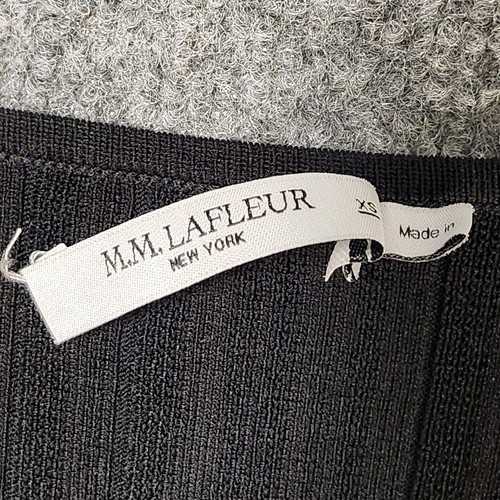 M.M. LAFLEUR
NEW YORK
XS
Made in